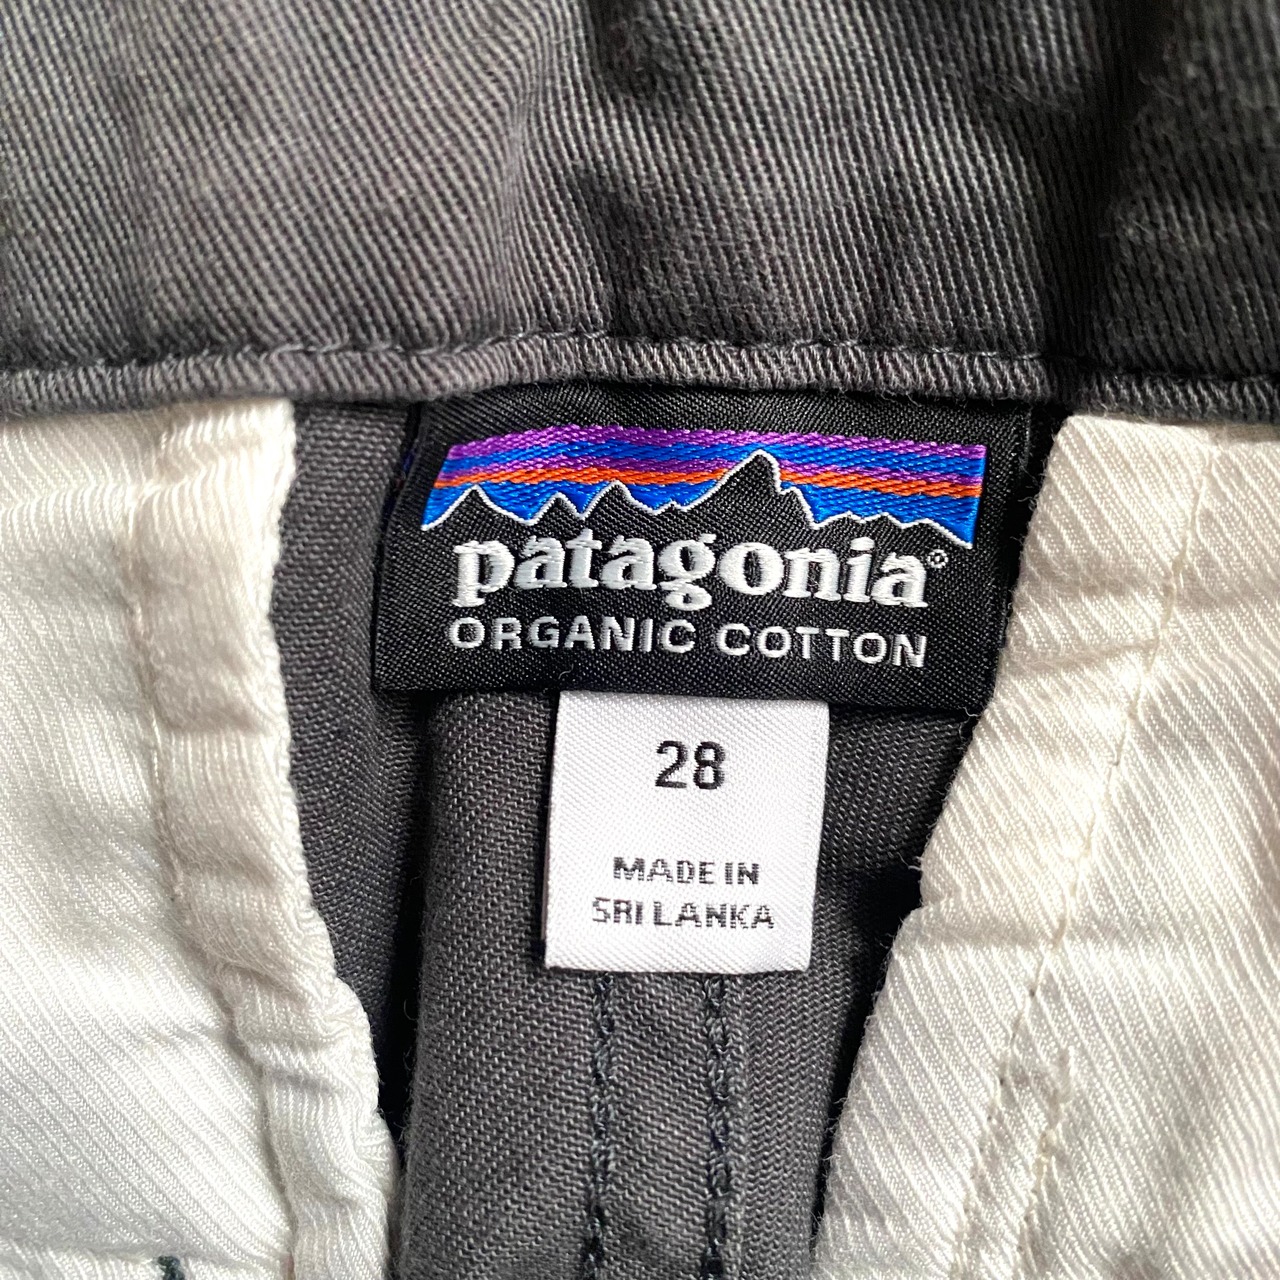 patagonia®
ORGANIC COTTON
28
MADE IN
SRI LANKA